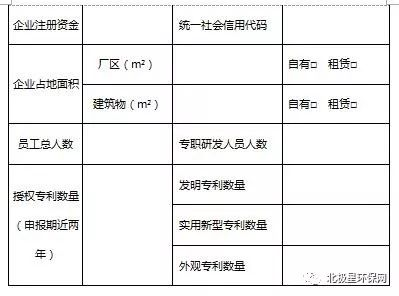 企业注册资金 统一社会信用代码
厂区（m²） 自有□ 租赁□
企业占地面积
建筑物（m²） 自有□ 租赁□
员工总人数 专职研发人员人数
发明专利数量
授权专利数量
（申报期近两
年）
实用新型专利数量
外观专利数量
北极星环保网